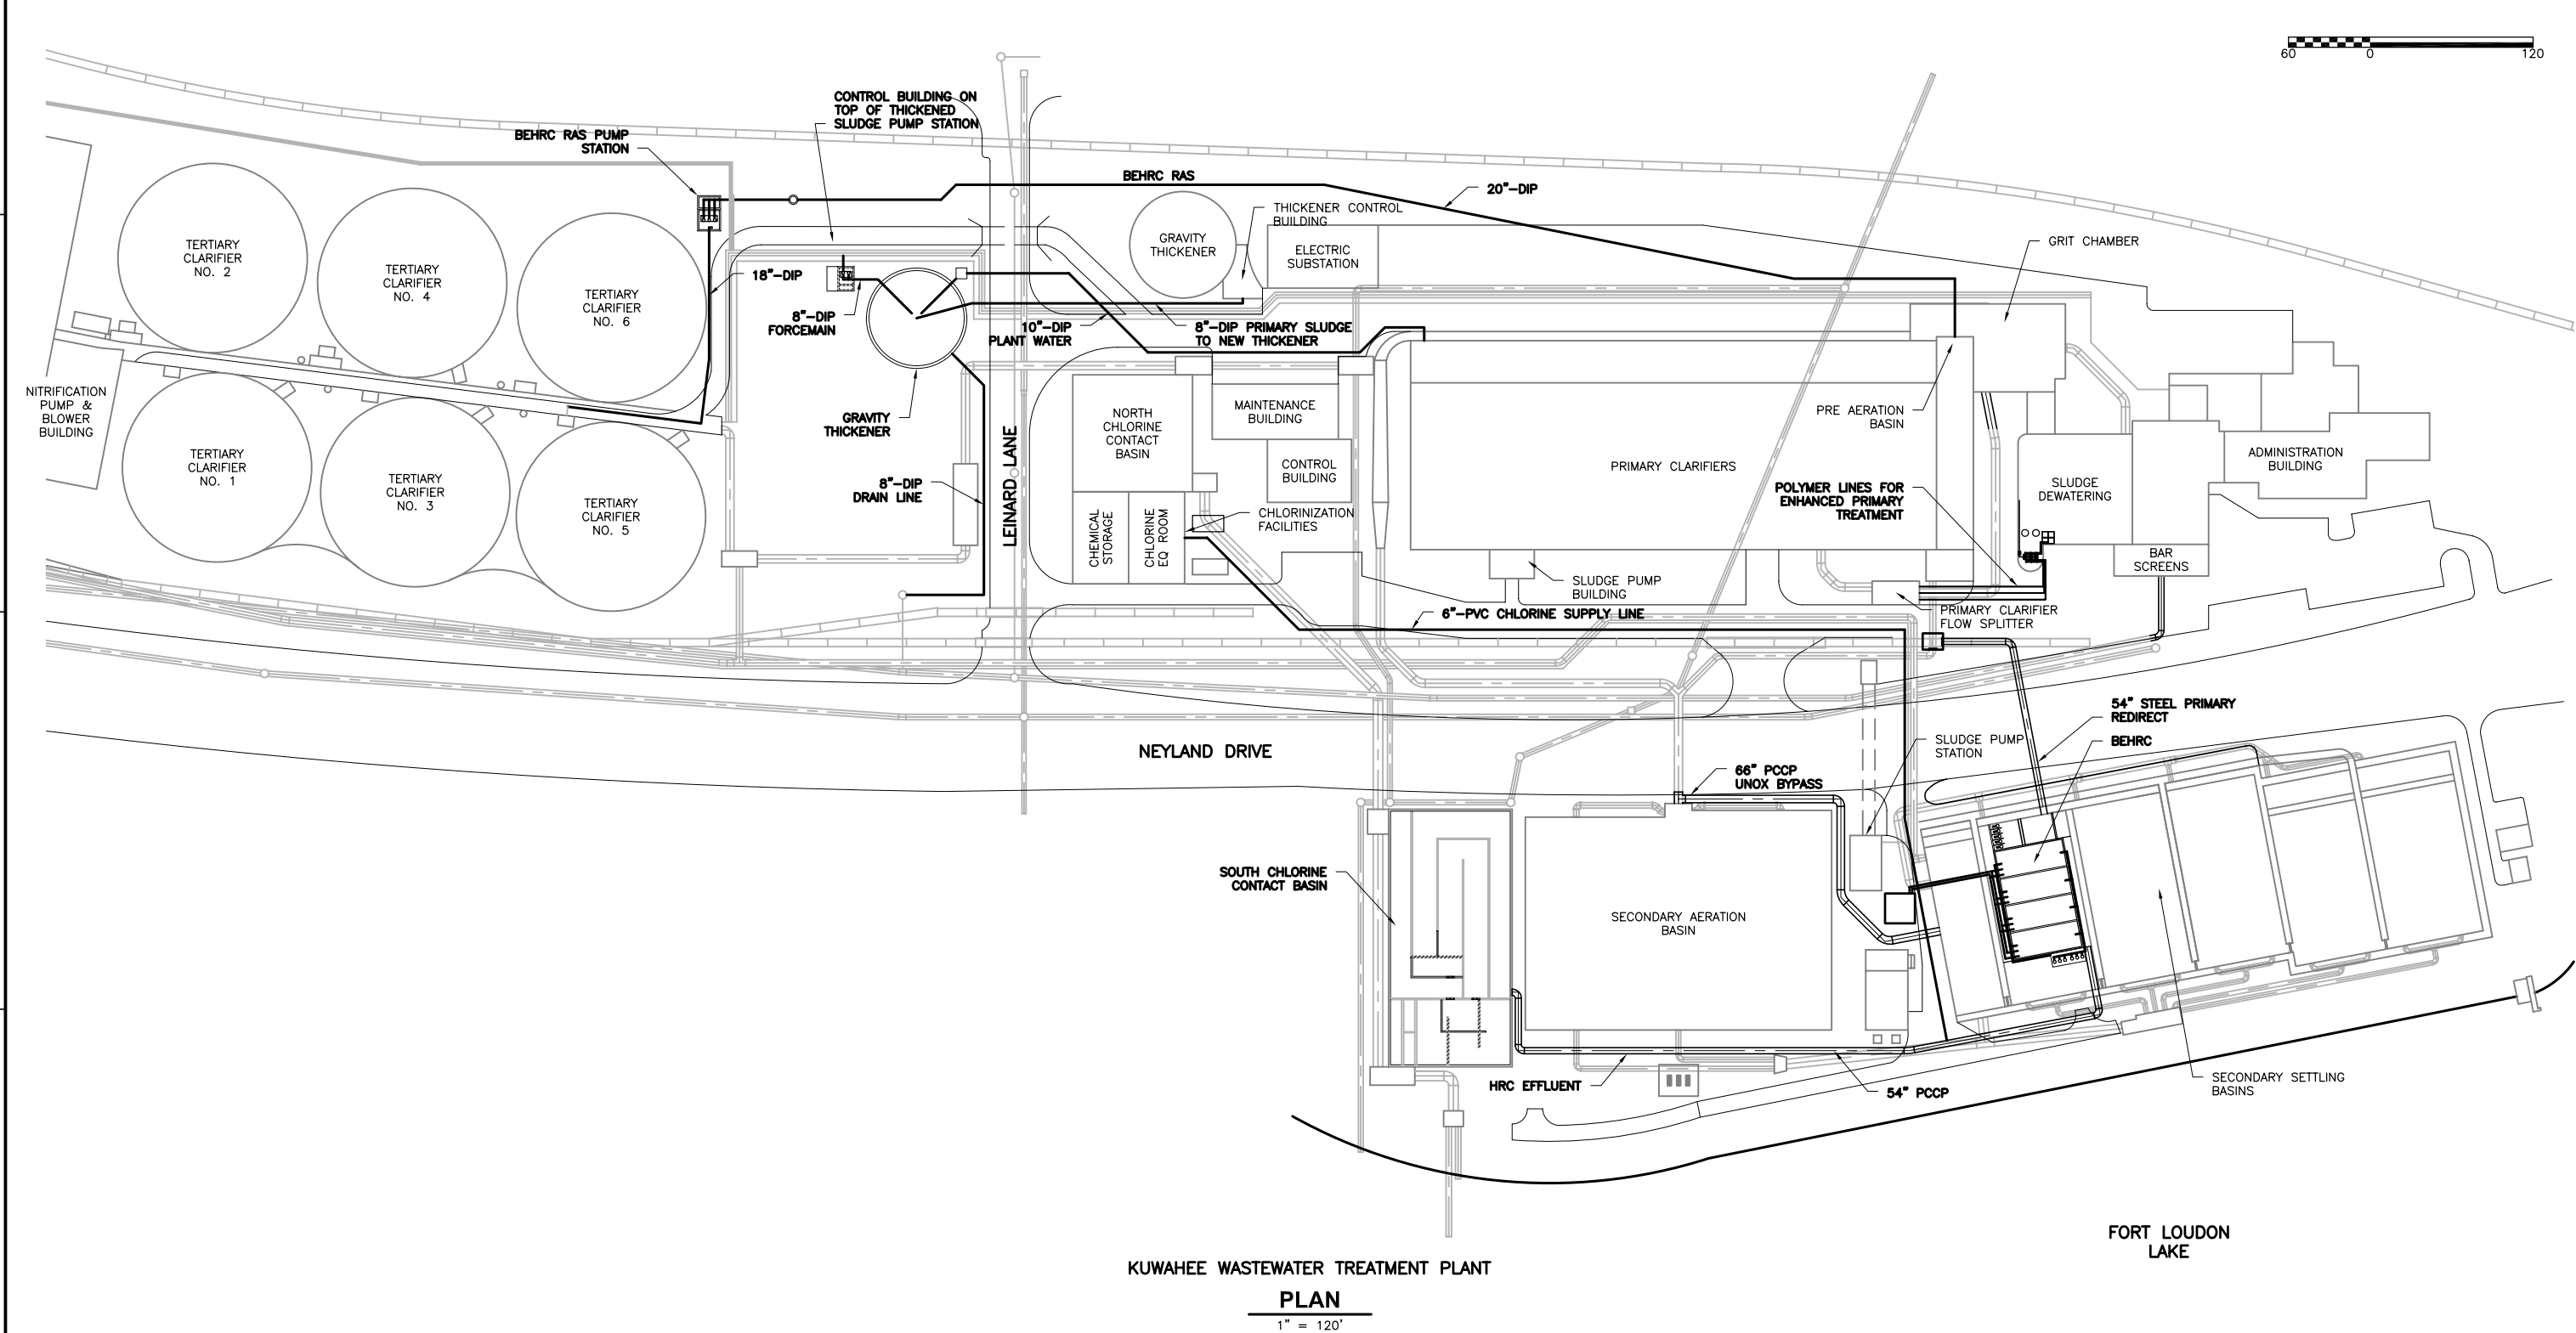 60 0 120
CONTROL BUILDING ON
TOP OF THICKENED
SLUDGE PUMP STATION
BEHRC RAS PUMP
STATION
BEHRC RAS
20"-DIP
THICKENER CONTROL
BUILDING
GRAVITY
THICKENER
ELECTRIC
SUBSTATION
GRIT CHAMBER
TERTIARY
CLARIFIER
NO. 2
TERTIARY
CLARIFIER
NO. 4
TERTIARY
CLARIFIER
NO. 6
18"-DIP
8"-DIP
FORCEMAIN
10"-DIP
PLANT WATER
8"-DIP PRIMARY SLUDGE
TO NEW THICKENER
NITRIFICATION
PUMP &
BLOWER
BUILDING
GRAVITY
THICKENER
NORTH
CHLORINE
CONTACT
BASIN
MAINTENANCE
BUILDING
PRE AERATION
BASIN
TERTIARY
CLARIFIER
NO. 1
TERTIARY
CLARIFIER
NO. 3
TERTIARY
CLARIFIER
NO. 5
8"-DIP
DRAIN LINE
LEINARD LANE
CONTROL
BUILDING
PRIMARY CLARIFIERS
ADMINISTRATION
BUILDING
POLYMER LINES FOR
ENHANCED PRIMARY
TREATMENT
SLUDGE
DEWATERING
CHEMICAL
STORAGE
CHLORINE
EQ ROOM
CHLORINIZATION
FACILITIES
BAR
SCREENS
SLUDGE PUMP
BUILDING
6"-PVC CHLORINE SUPPLY LINE
PRIMARY CLARIFIER
FLOW SPLITTER
54" STEEL PRIMARY
REDIRECT
BEHRC
NEYLAND DRIVE
SLUDGE PUMP
STATION
66" PCCP
UNOX BYPASS
SOUTH CHLORINE
CONTACT BASIN
SECONDARY AERATION
BASIN
HRC EFFLUENT
54" PCCP
SECONDARY SETTLING
BASINS
FORT LOUDON
LAKE
KUWAHEE WASTEWATER TREATMENT PLANT
PLAN
1" = 120'